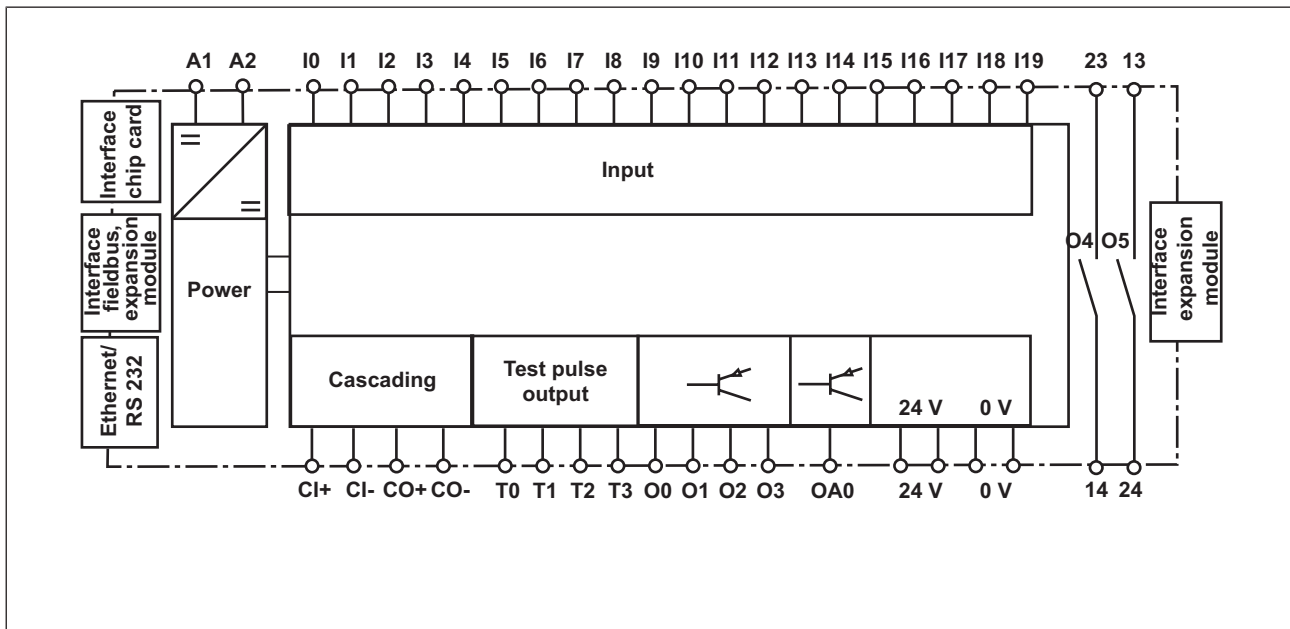 A1 A2 I0 I1 I2 I3 I4 I5 I6 I7 I8 I9 I10 I11 I12 I13 I14 I15 I16 I17 I18 I19 23 13
Interface
chip card
Interface
fieldbus,
expansion
module
Ethernet/
RS 232
Power
Input
O4 O5
Interface
expansion
module
Cascading
Test pulse
output
24 V 0 V
CI+ CI- CO+ CO- T0 T1 T2 T3 O0 O1 O2 O3 OA0 24 V 0 V 14 24